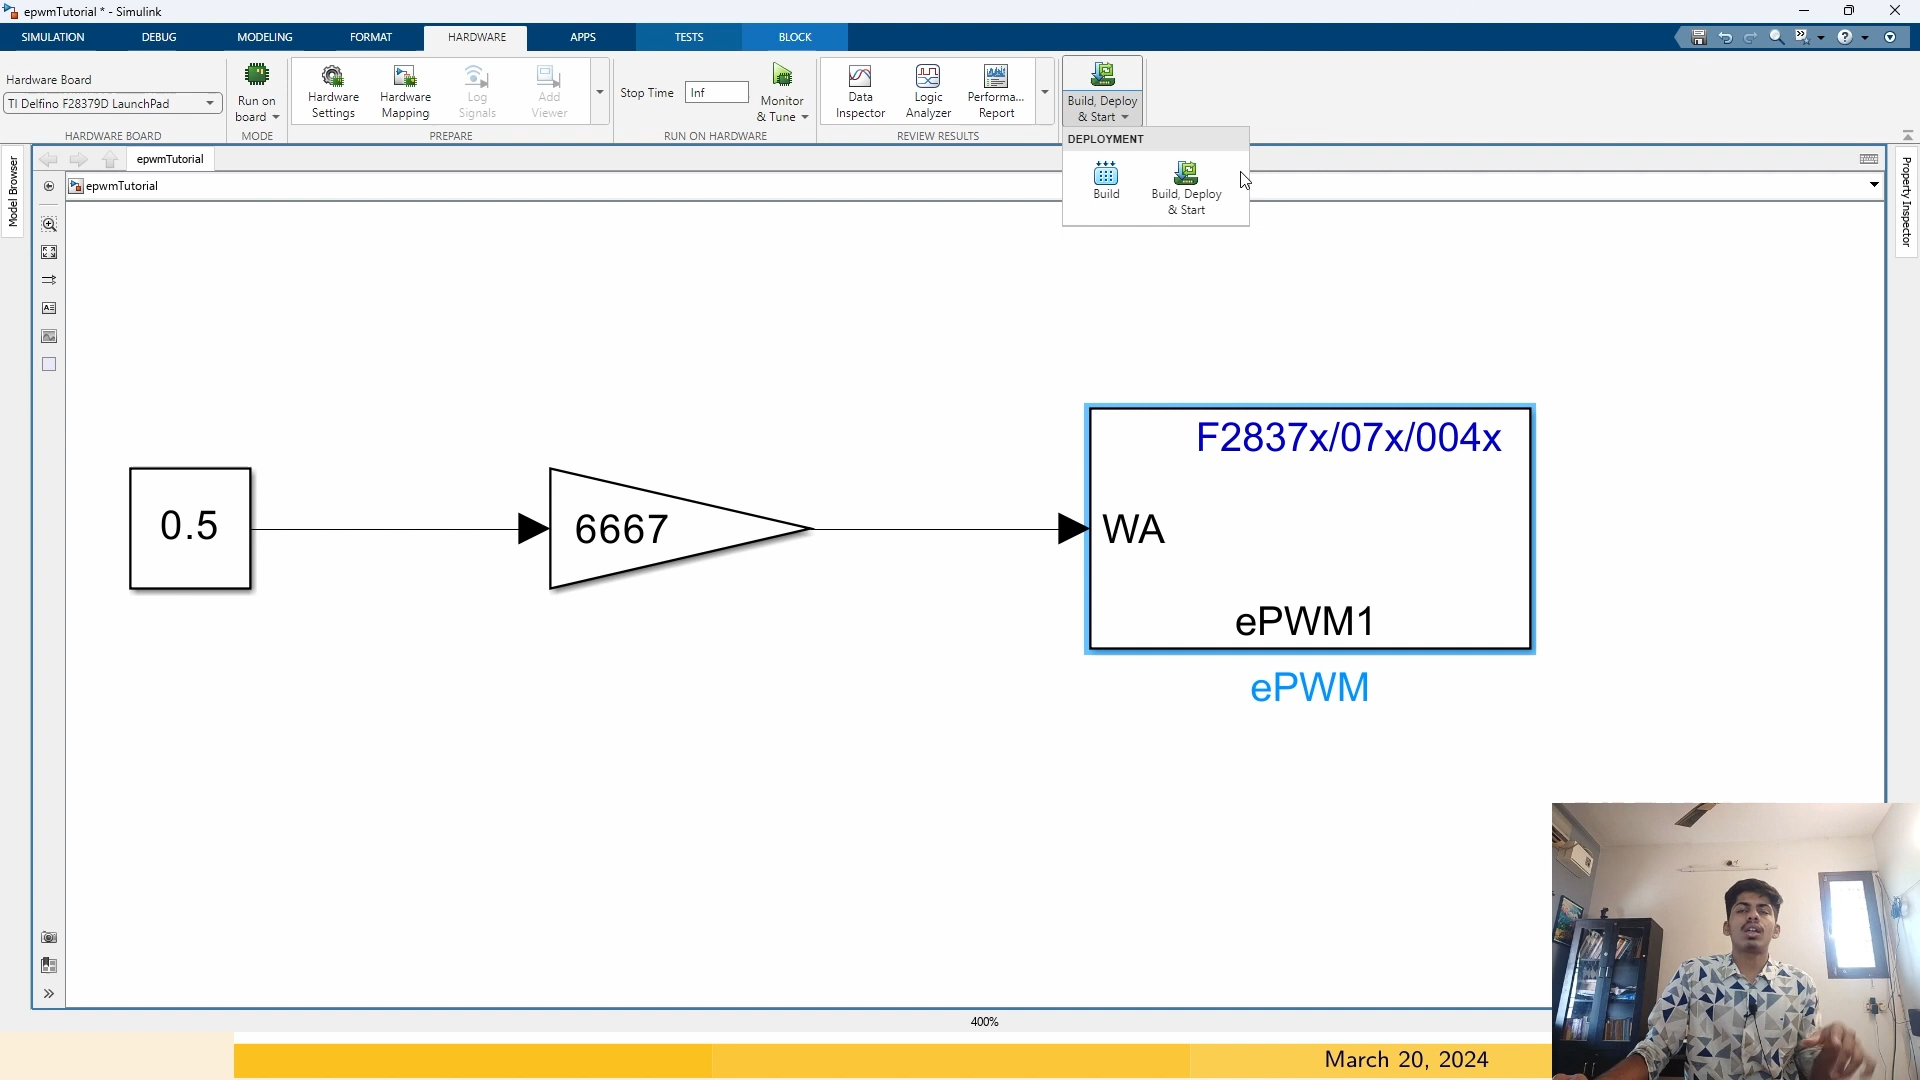 epwmTutorial * - Simulink
SIMULATION DEBUG MODELING FORMAT HARDWARE APPS TESTS BLOCK
Hardware Board
TI Delfino F28379D LaunchPad
HARDWARE BOARD
Run on
board
MODE
Hardware
Settings
Hardware
Mapping
Log
Signals
Add
Viewer
PREPARE
Stop Time
Inf
Monitor
& Tune
RUN ON HARDWARE
Data
Inspector
Logic
Analyzer
Performa...
Report
REVIEW RESULTS
Build, Deploy
& Start
DEPLOYMENT
Build
Build, Deploy
& Start
Model Browser
epwmTutorial
epwmTutorial
Property Inspector
0.5
6667
F2837x/07x/004x
WA
ePWM1
ePWM
400%
March 20, 2024